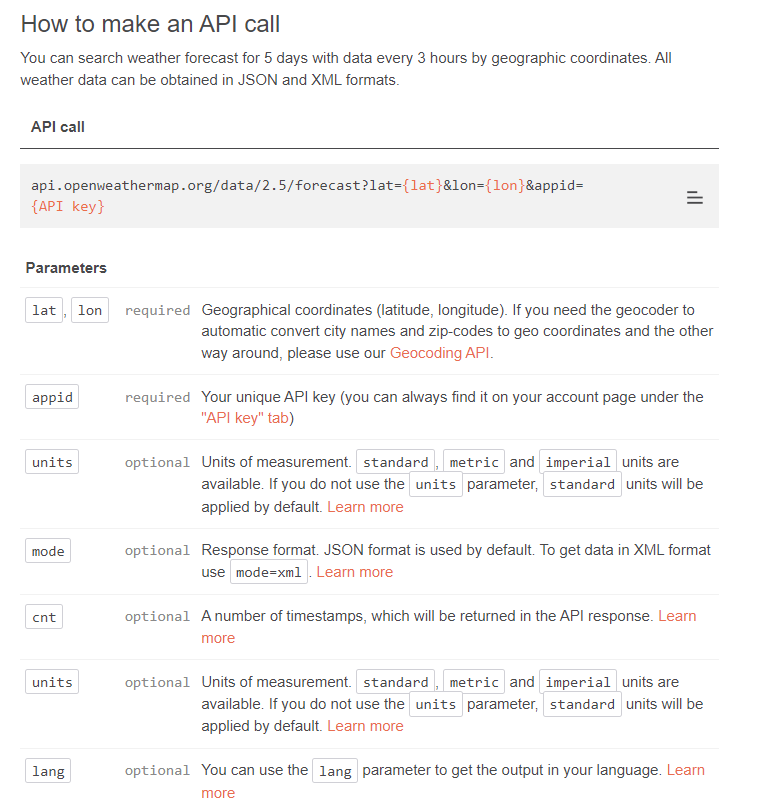 How to make an API call
You can search weather forecast for 5 days with data every 3 hours by geographic coordinates. All
weather data can be obtained in JSON and XML formats.
API call
api.openweathermap.org/data/2.5/forecast?lat={lat}&lon={lon}&appid=
{API key}
Parameters
lat, lon required Geographical coordinates (latitude, longitude). If you need the geocoder to
automatic convert city names and zip-codes to geo coordinates and the other
way around, please use our Geocoding API.
appid required Your unique API key (you can always find it on your account page under the
"API key" tab)
units optional Units of measurement. standard, metric and imperial units are
available. If you do not use the units parameter, standard units will be
applied by default. Learn more
mode optional Response format. JSON format is used by default. To get data in XML format
use mode=xml. Learn more
cnt optional A number of timestamps, which will be returned in the API response. Learn
more
units optional Units of measurement. standard, metric and imperial units are
available. If you do not use the units parameter, standard units will be
applied by default. Learn more
lang optional You can use the lang parameter to get the output in your language. Learn
more